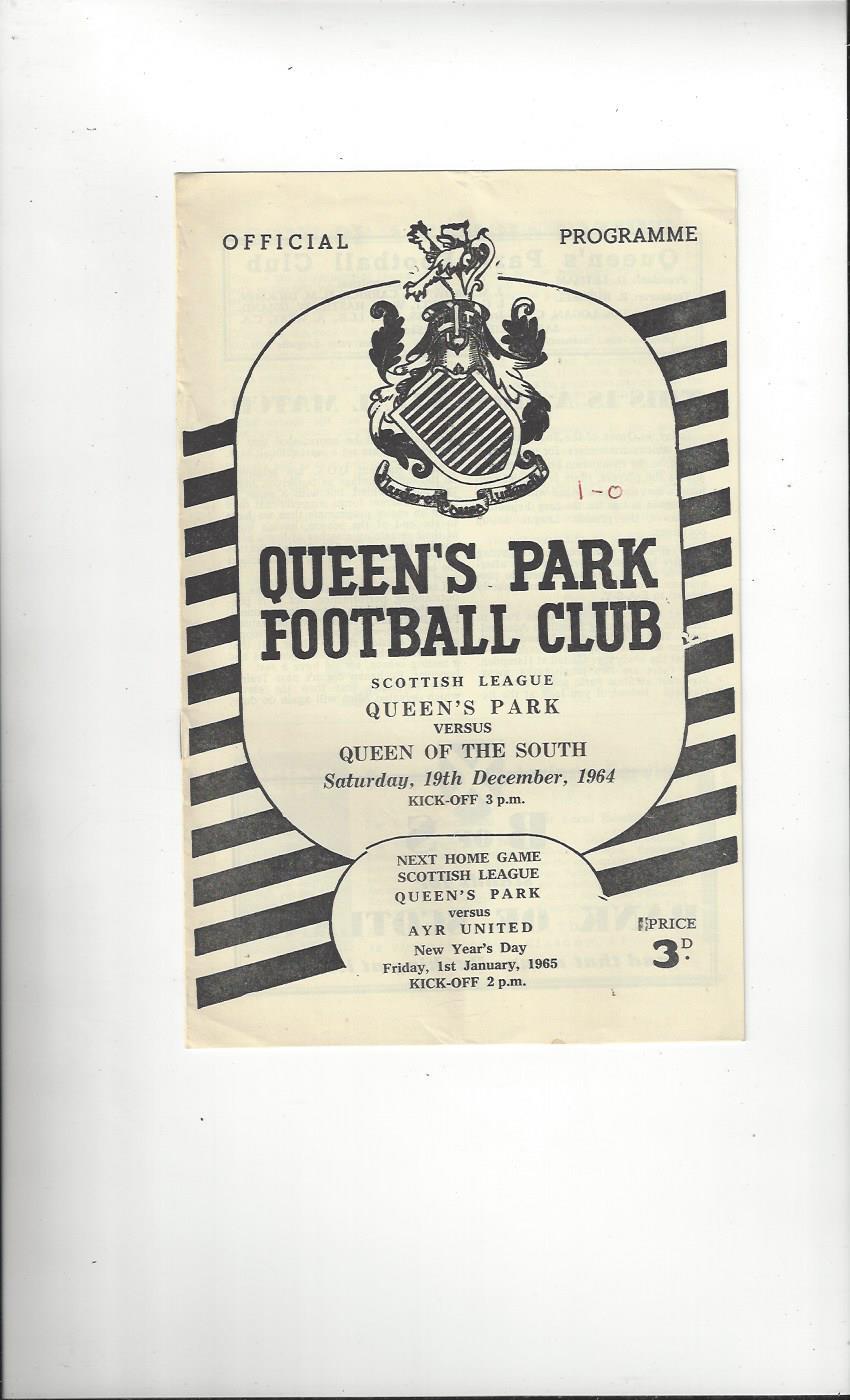 OFFICIAL PROGRAMME
1-0
QUEEN'S PARK
FOOTBALL CLUB
SCOTTISH LEAGUE
QUEEN'S PARK
VERSUS
QUEEN OF THE SOUTH
Saturday, 19th December, 1964
KICK-OFF 3 p.m.
NEXT HOME GAME
SCOTTISH LEAGUE
QUEEN'S PARK
versus
AYR UNITED
New Year's Day
Friday, 1st January, 1965
KICK-OFF 2 p.m.
PRICE
3D.